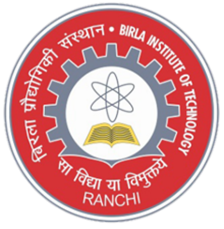 बिरला प्रौद्योगिकी संस्थान • BIRLA INSTITUTE OF TECHNOLOGY
सा विद्या या विमुक्तये
RANCHI